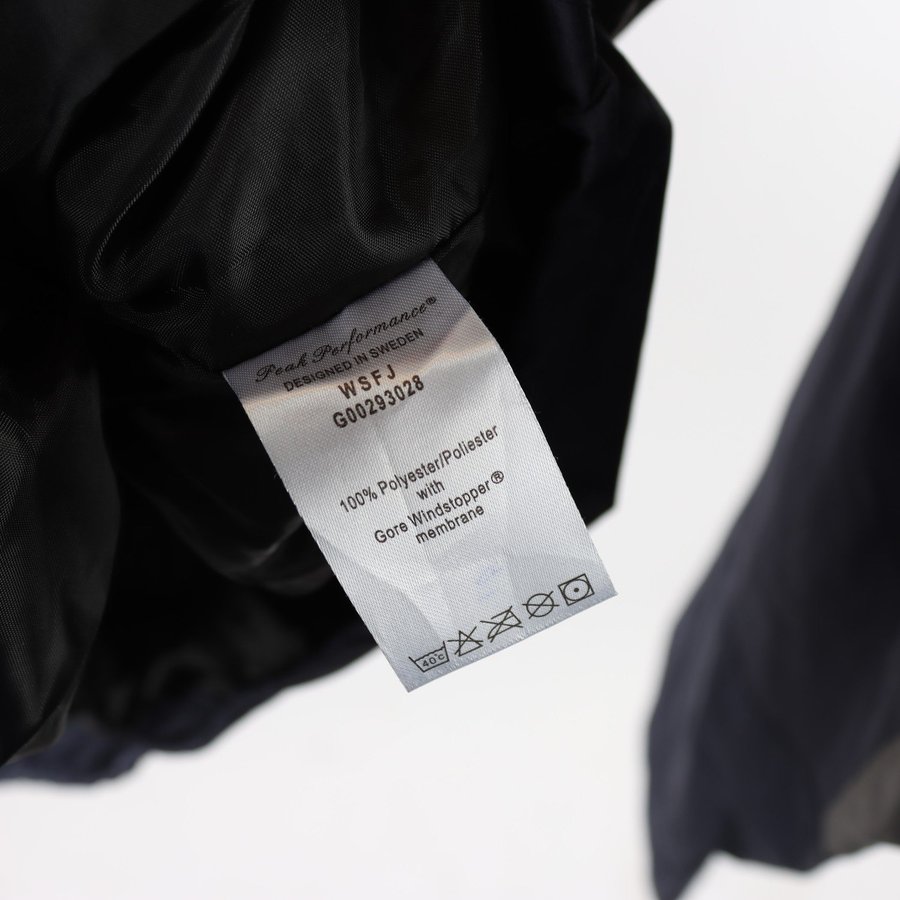 Peak Performance®
DESIGNED IN SWEDEN
WSFJ
G00293028
100% Polyester/Poliester
with
Gore Windstopper®
membrane
40°C